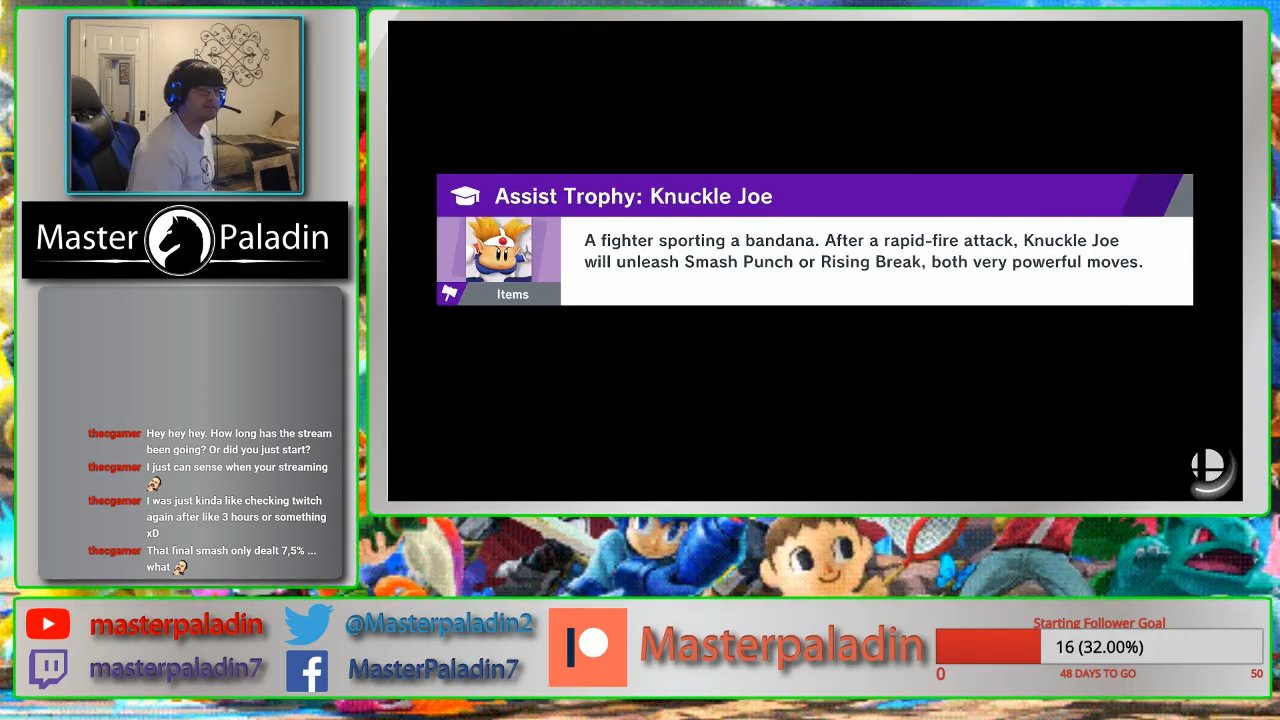 Master Paladin
thecgamer Hey hey hey. How long has the stream
been going? Or did you just start?
thecgamer I just can sense when your streaming
thecgamer I was just kinda like checking twitch
again after like 3 hours or something
xD
thecgamer That final smash only dealt 7,5% ...
what
Assist Trophy: Knuckle Joe
A fighter sporting a bandana. After a rapid-fire attack, Knuckle Joe
will unleash Smash Punch or Rising Break, both very powerful moves.
Items
masterpaladin
@Masterpaladin2
masterpaladin7
MasterPaladin7
Masterpaladin
Starting Follower Goal
16 (32.00%)
0
48 DAYS TO GO
50